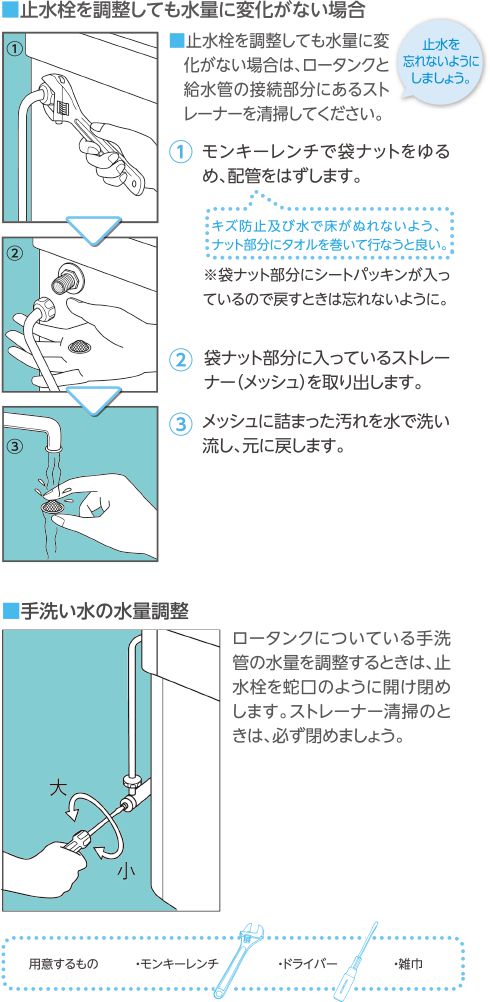 ■止水栓を調整しても水量に変化がない場合
①
■止水栓を調整しても水量に変
化がない場合は、ロータンクと
給水管の接続部分にあるスト
レーナーを清掃してください。
止水を
忘れないように
しましょう。
① モンキーレンチで袋ナットをゆる
め、配管をはずします。
キズ防止及び水で床がぬれないよう、
ナット部分にタオルを巻いて行なうと良い。
※袋ナット部分にシートパッキンが入っ
ているので戻すときは忘れないように。
②
② 袋ナット部分に入っているストレー
ナー（メッシュ）を取り出します。
③
③ メッシュに詰まった汚れを水で洗い
流し、元に戻します。
■手洗い水の水量調整
ロータンクについている手洗
管の水量を調整するときは、止
水栓を蛇口のように開け閉め
します。ストレーナー清掃のと
きは、必ず閉めましょう。
大
小
用意するもの ・モンキーレンチ ・ドライバー ・雑巾